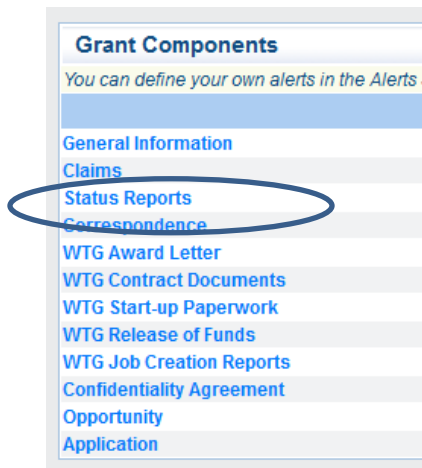 Grant Components
You can define your own alerts in the Alerts
General Information
Claims
Status Reports
Correspondence
WTG Award Letter
WTG Contract Documents
WTG Start-up Paperwork
WTG Release of Funds
WTG Job Creation Reports
Confidentiality Agreement
Opportunity
Application